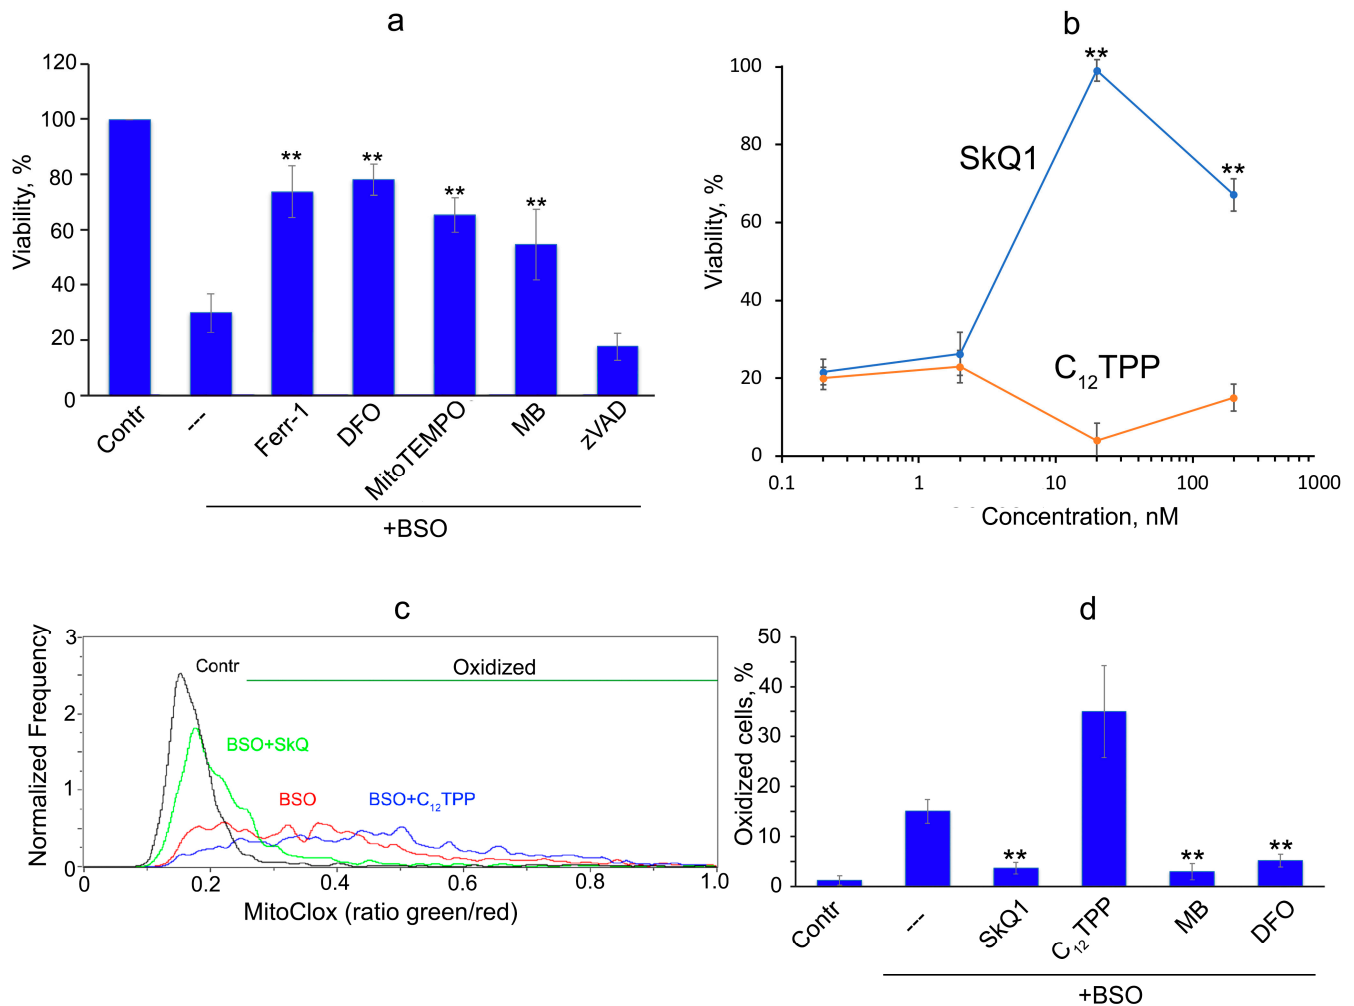 a
120
100
80
60
40
20
0
Viability, %
** ** ** **
Contr
---
Ferr-1
DFO
MitoTEMPO
MB
zVAD
+BSO
b
100
80
60
40
20
0
Viability, %
**
**
SkQ1
C12TPP
0.1 1 10 100 1000
Concentration, nM
c
3
2
1
0
Normalized Frequency
Contr
Oxidized
BSO+SkQ
BSO
BSO+C12TPP
0 0.2 0.4 0.6 0.8 1.0
MitoClox (ratio green/red)
d
50
40
30
20
10
0
Oxidized cells, %
** ** **
Contr
---
SkQ1
C12TPP
MB
DFO
+BSO